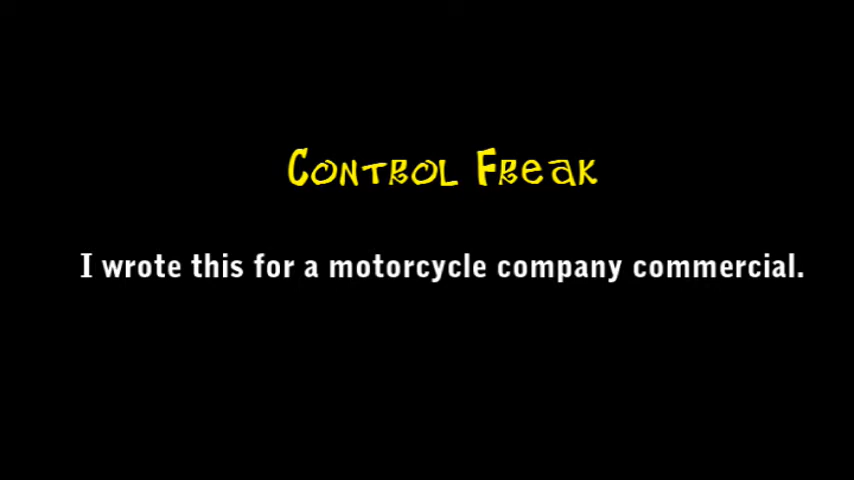 Control Freak
I wrote this for a motorcycle company commercial.